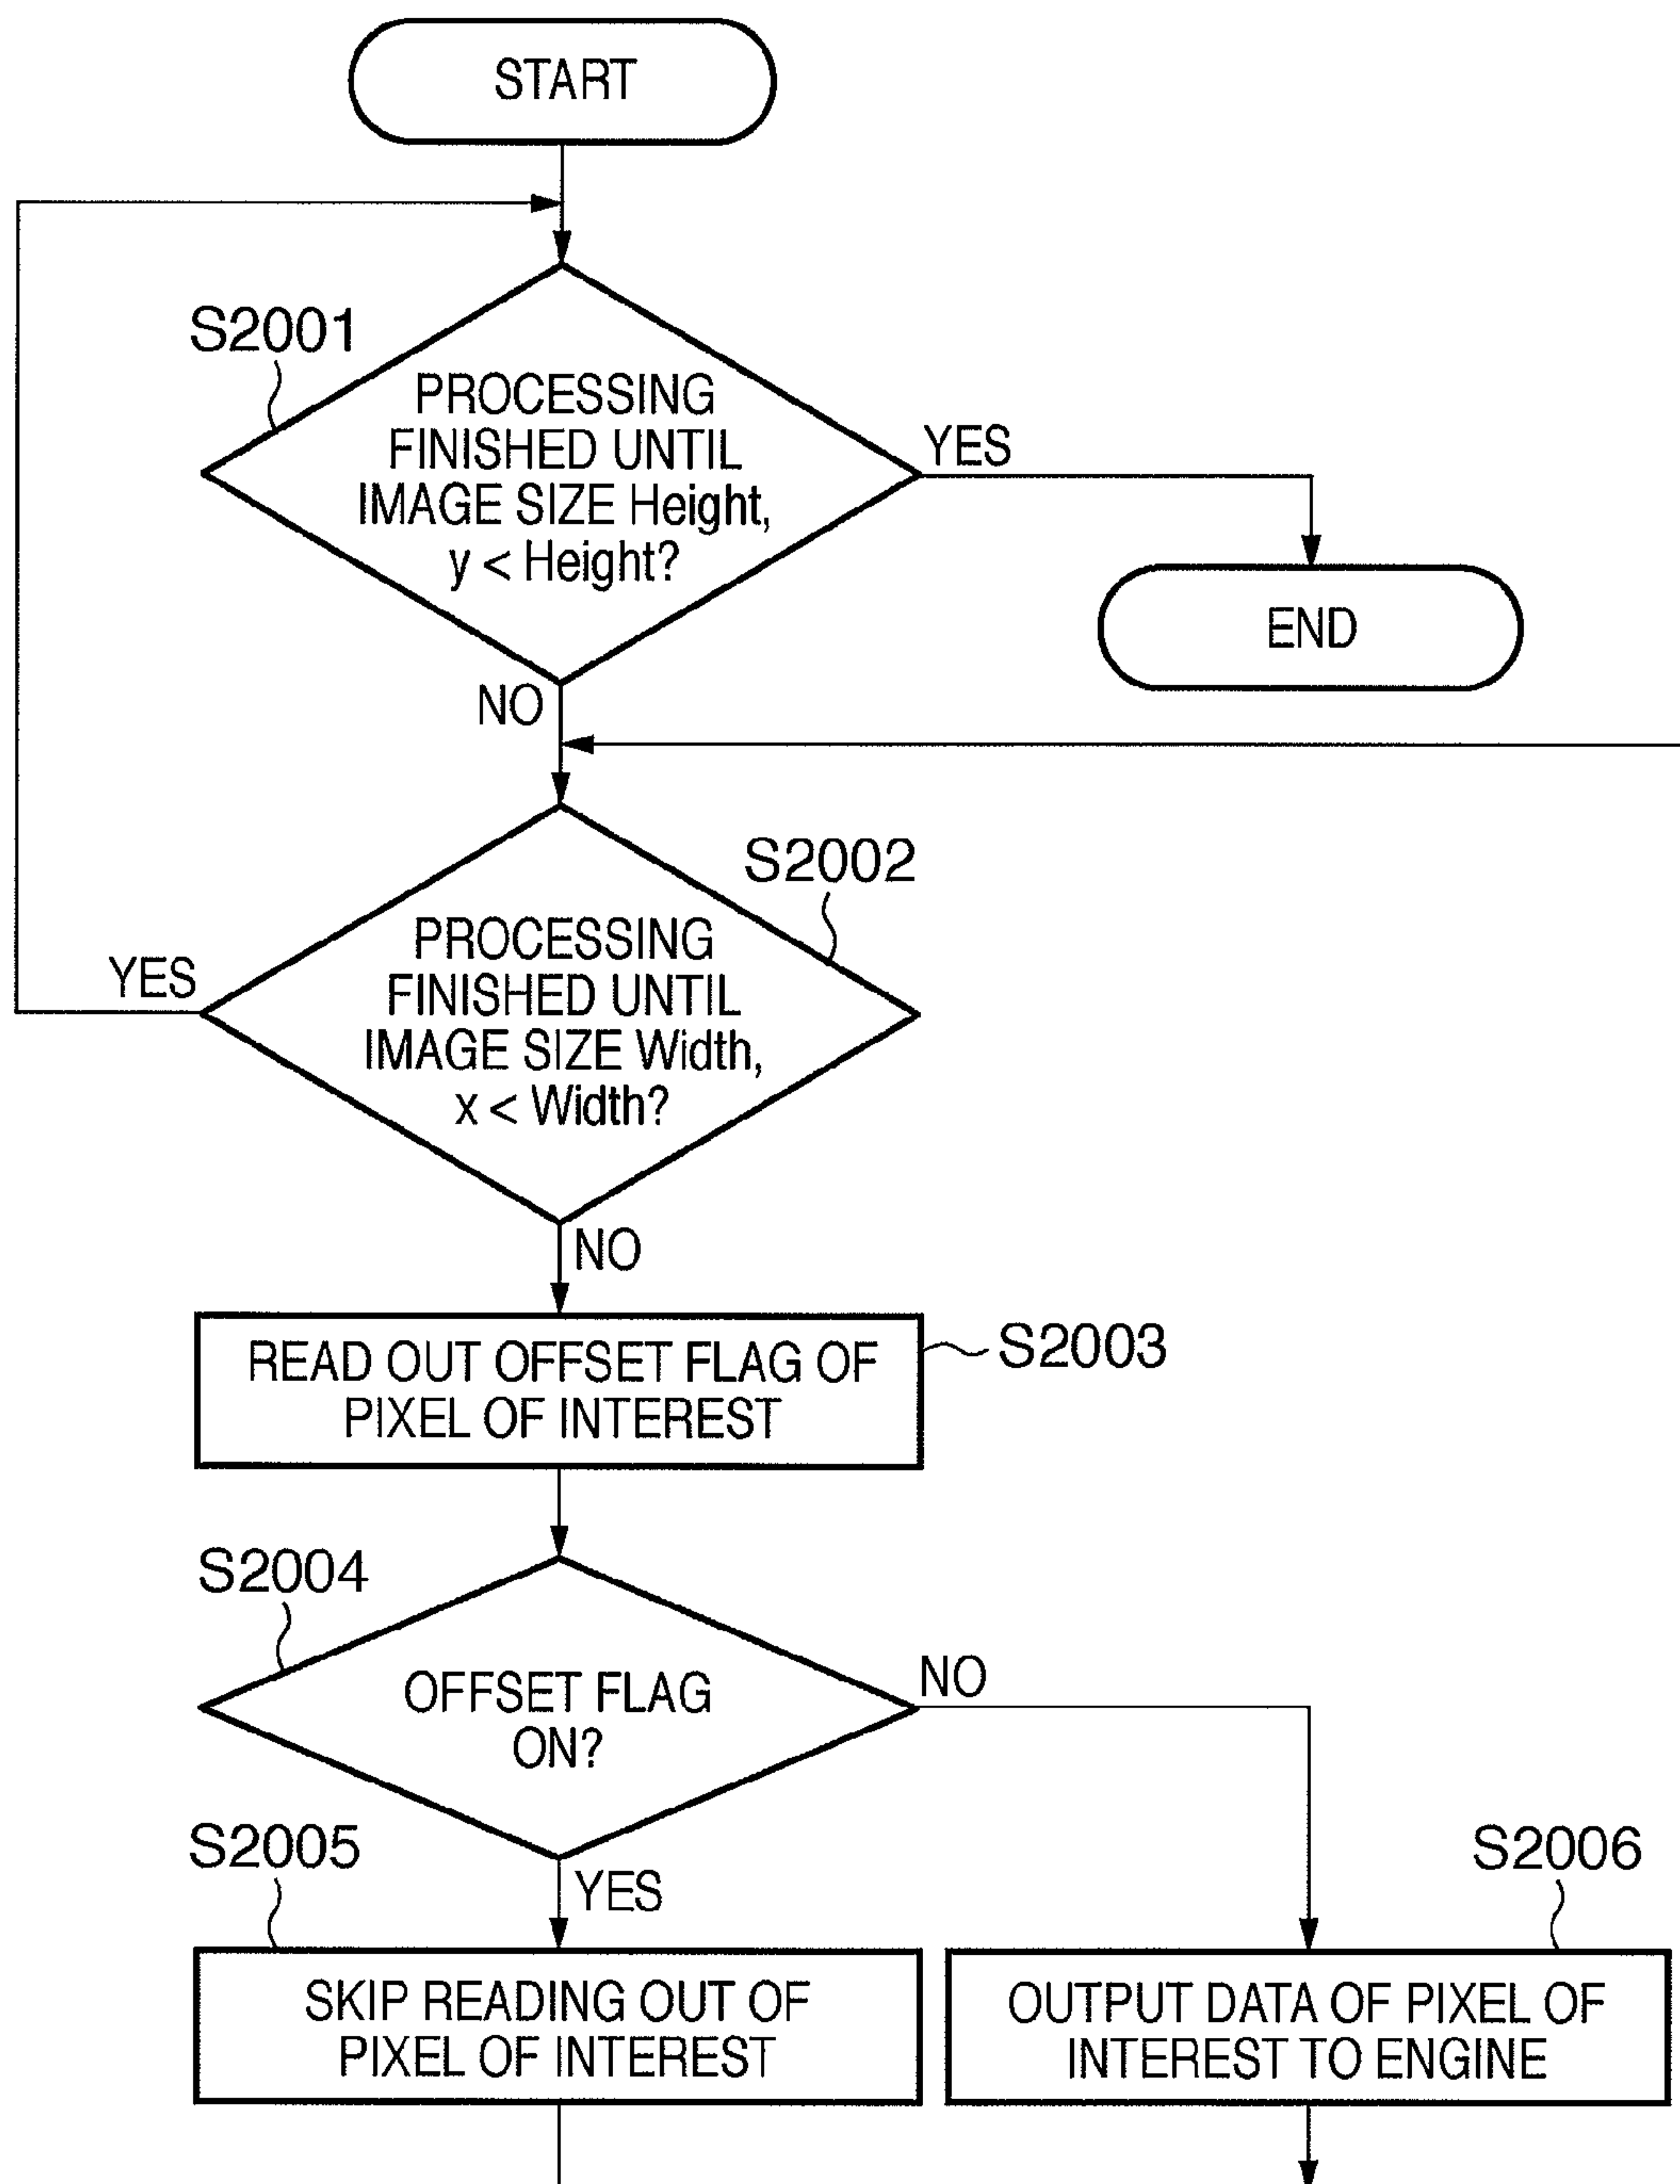 START
S2001
PROCESSING
FINISHED UNTIL
IMAGE SIZE Height,
y < Height?
YES
END
NO
S2002
PROCESSING
FINISHED UNTIL
IMAGE SIZE Width,
x < Width?
YES
NO
READ OUT OFFSET FLAG OF
PIXEL OF INTEREST
S2003
S2004
OFFSET FLAG
ON?
NO
YES
S2005
SKIP READING OUT OF
PIXEL OF INTEREST
S2006
OUTPUT DATA OF PIXEL OF
INTEREST TO ENGINE